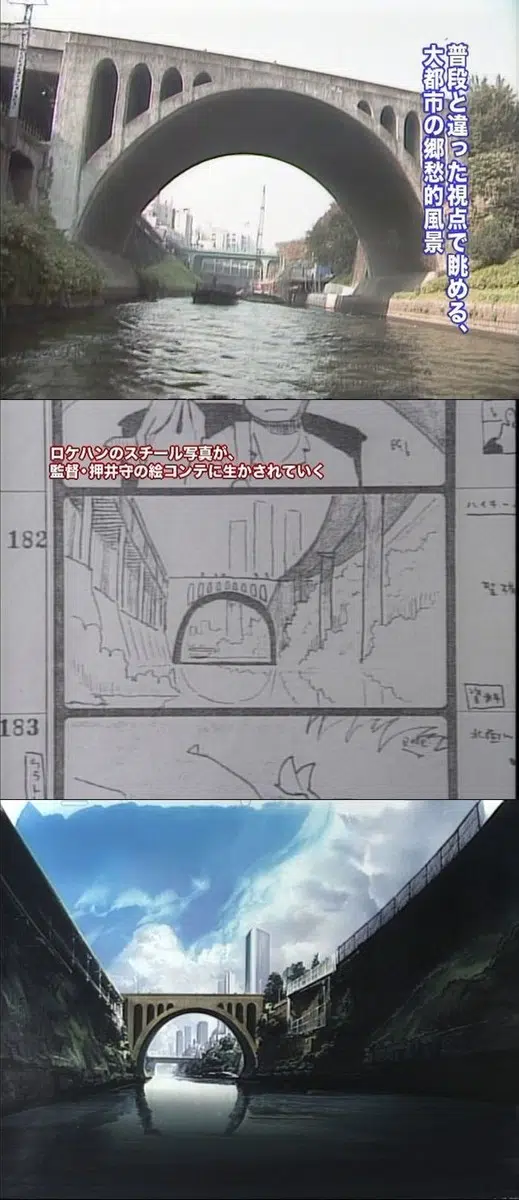 普段と違った視点で眺める、
大都市の郷愁的風景
ロケハンのスチール写真が、
監督・押井守の絵コンテに生かされていく
182
183